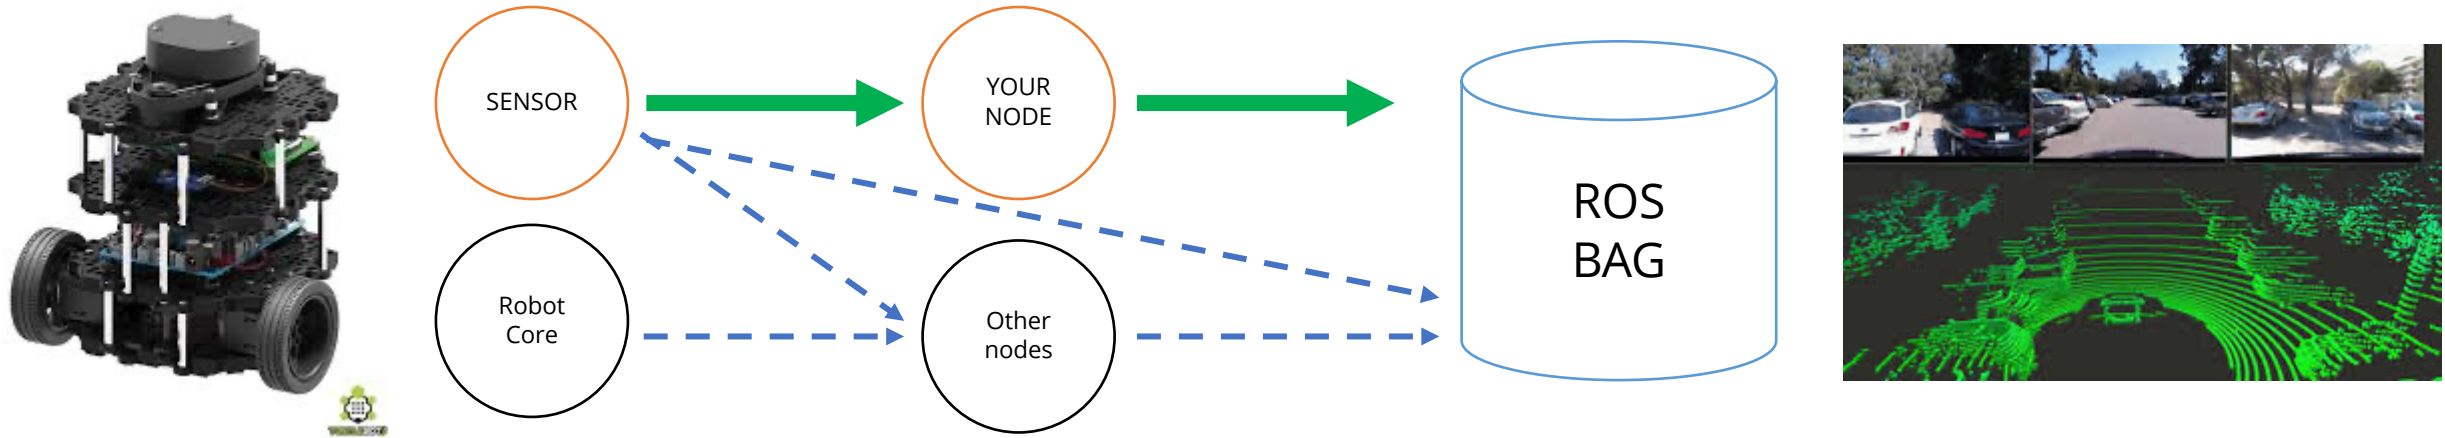 SENSOR
YOUR
NODE
ROS
BAG
Robot
Core
Other
nodes